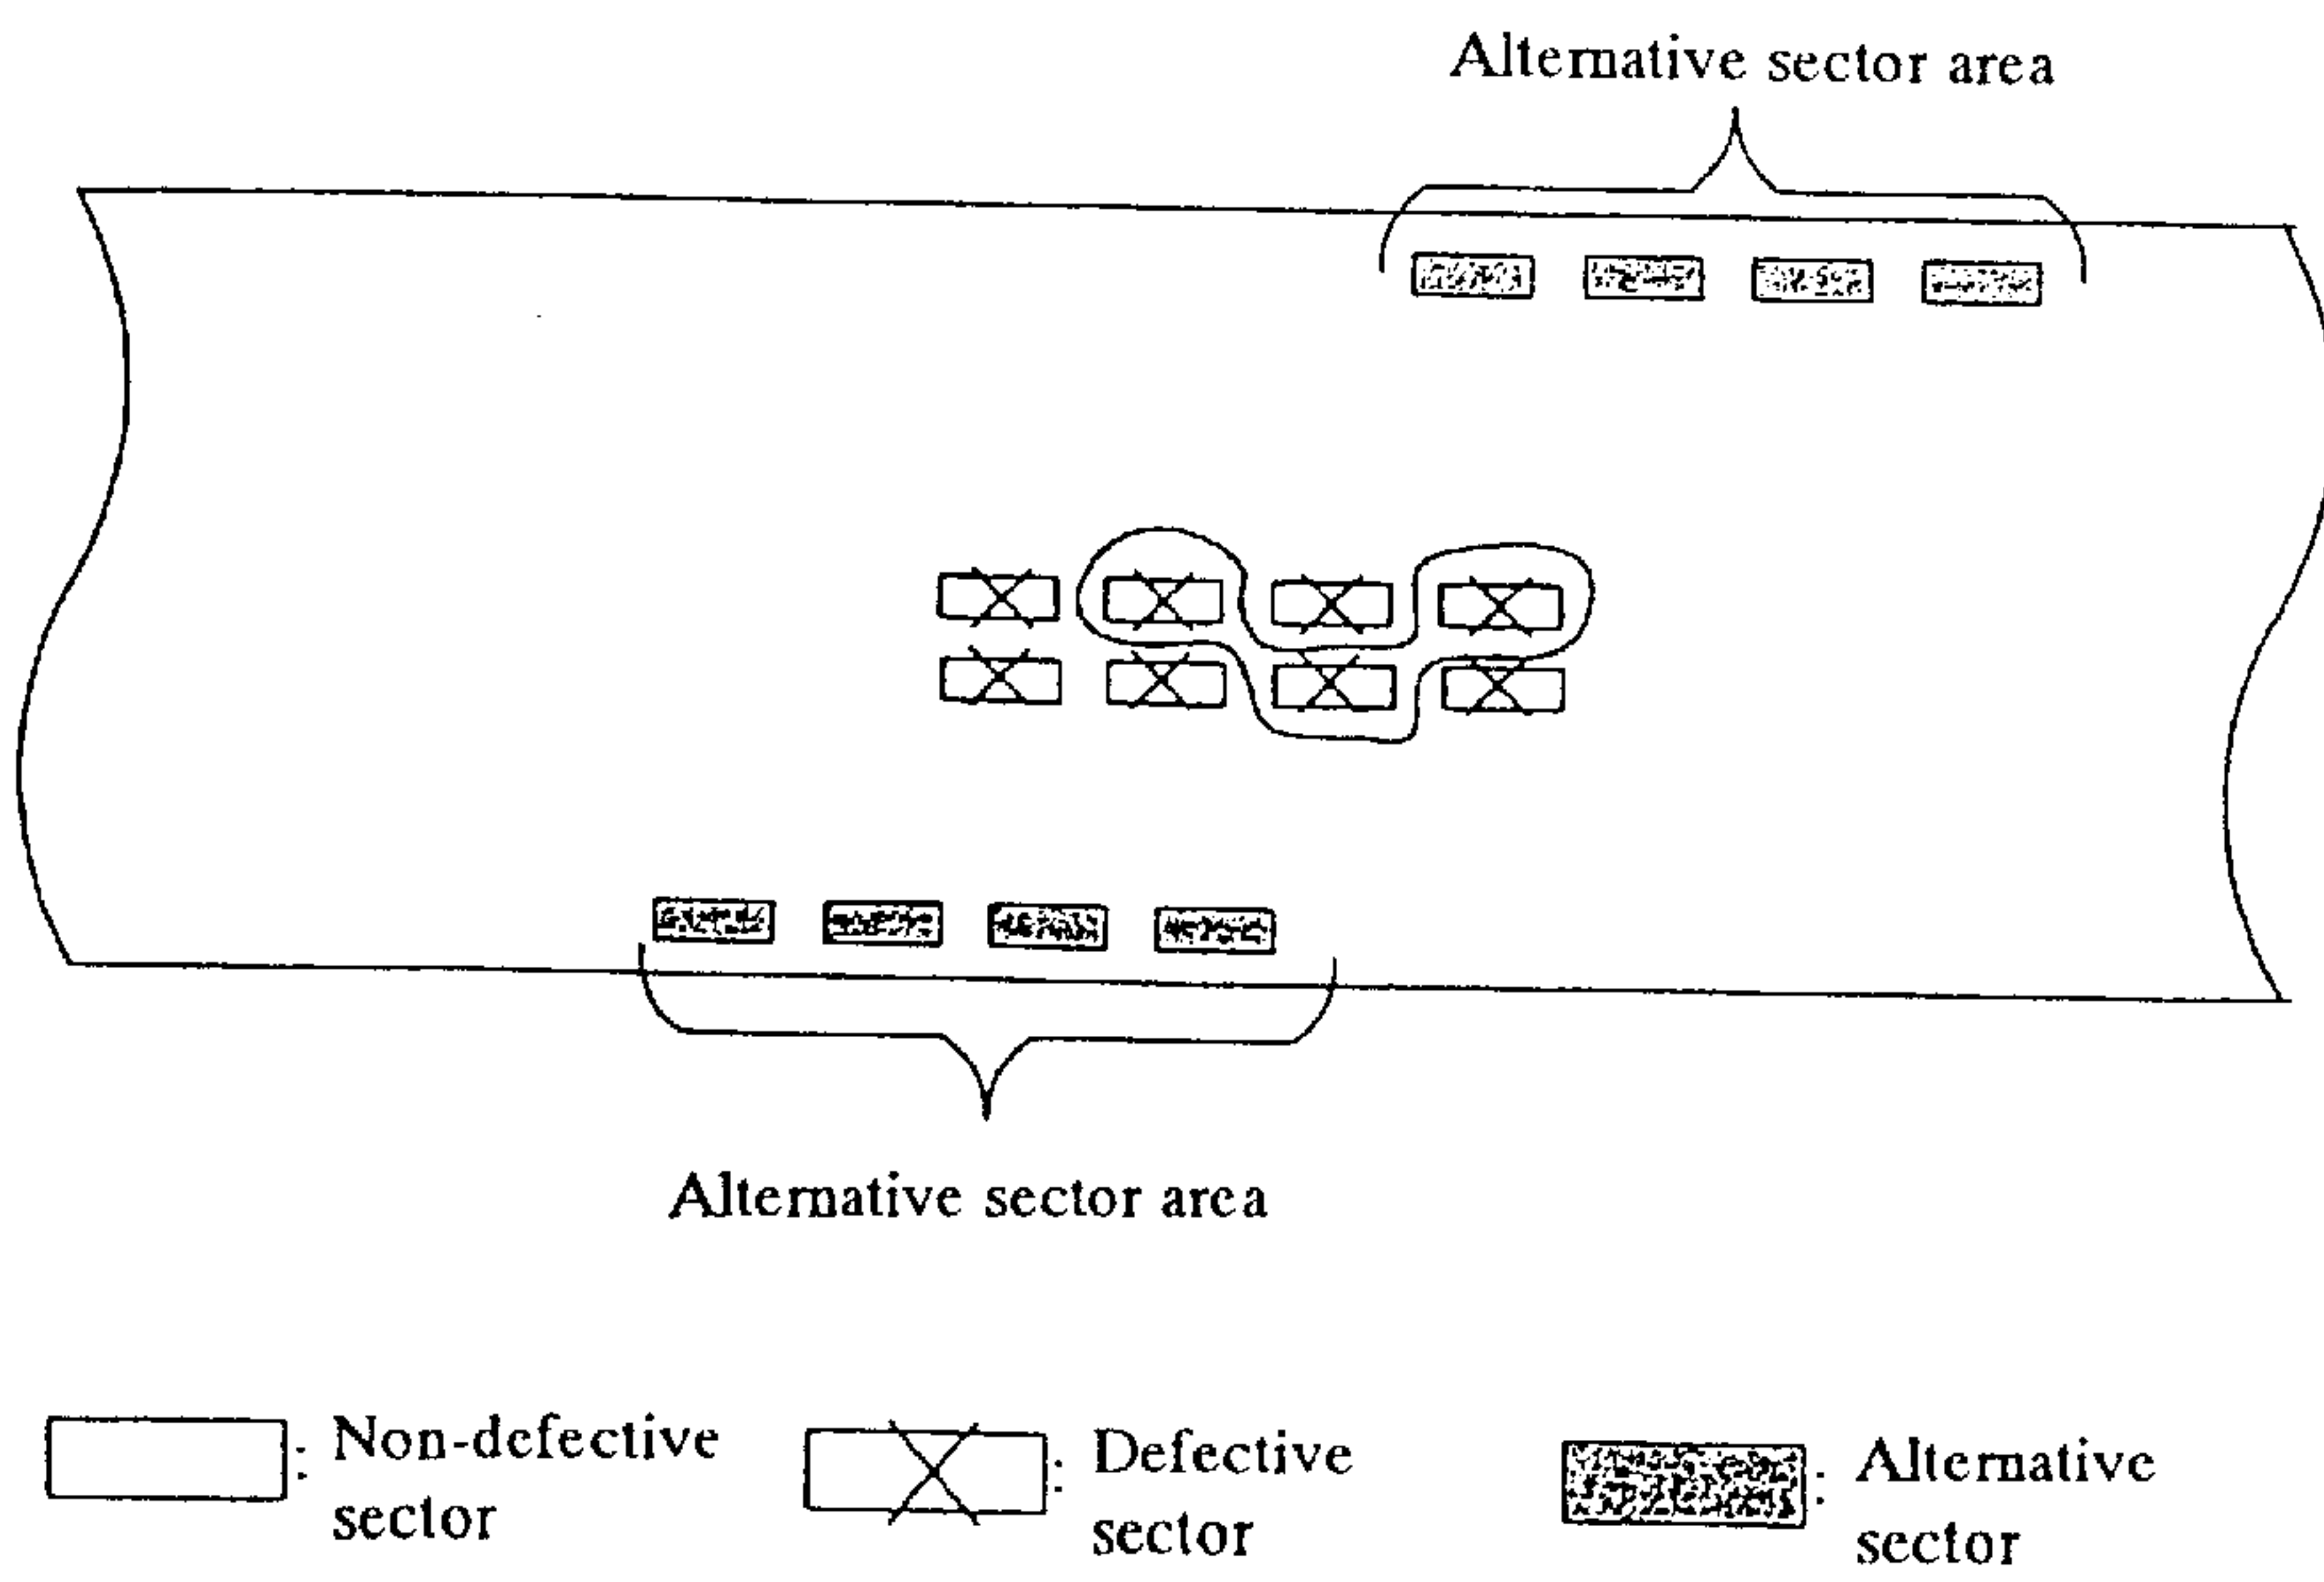 Alternative sector area
Alternative sector area
: Non-defective
sector
: Defective
sector
: Alternative
sector